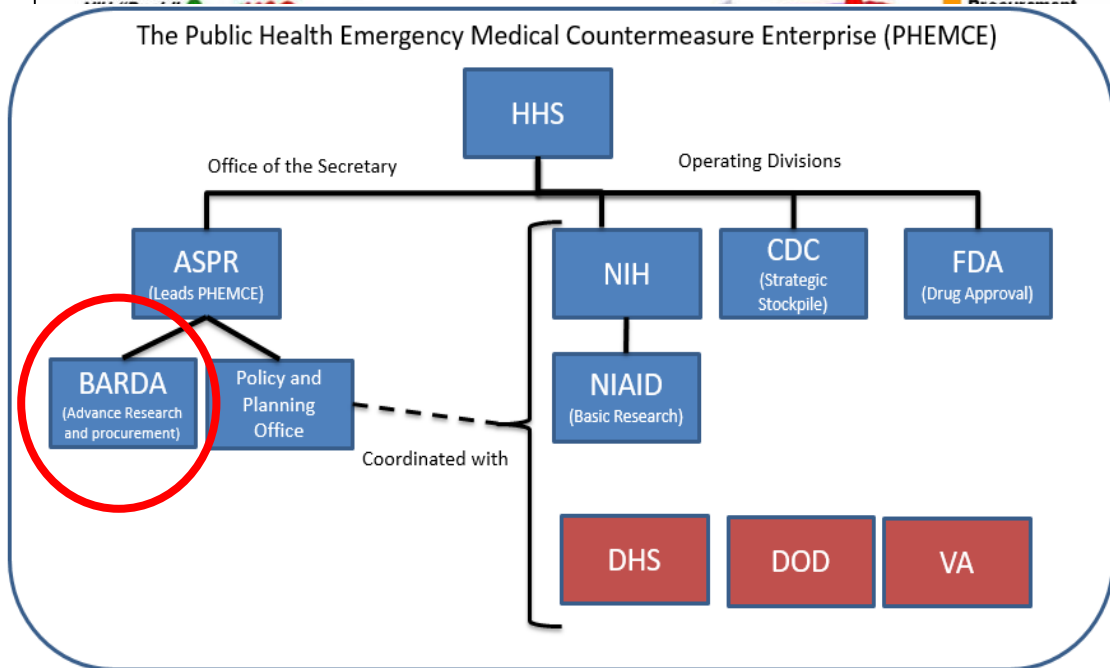 Procurement
The Public Health Emergency Medical Countermeasure Enterprise (PHEMCE)
HHS
Office of the Secretary
Operating Divisions
ASPR
(Leads PHEMCE)
NIH
CDC
(Strategic
Stockpile)
FDA
(Drug Approval)
BARDA
(Advance Research
and procurement)
Policy and
Planning
Office
NIAID
(Basic Research)
Coordinated with
DHS
DOD
VA